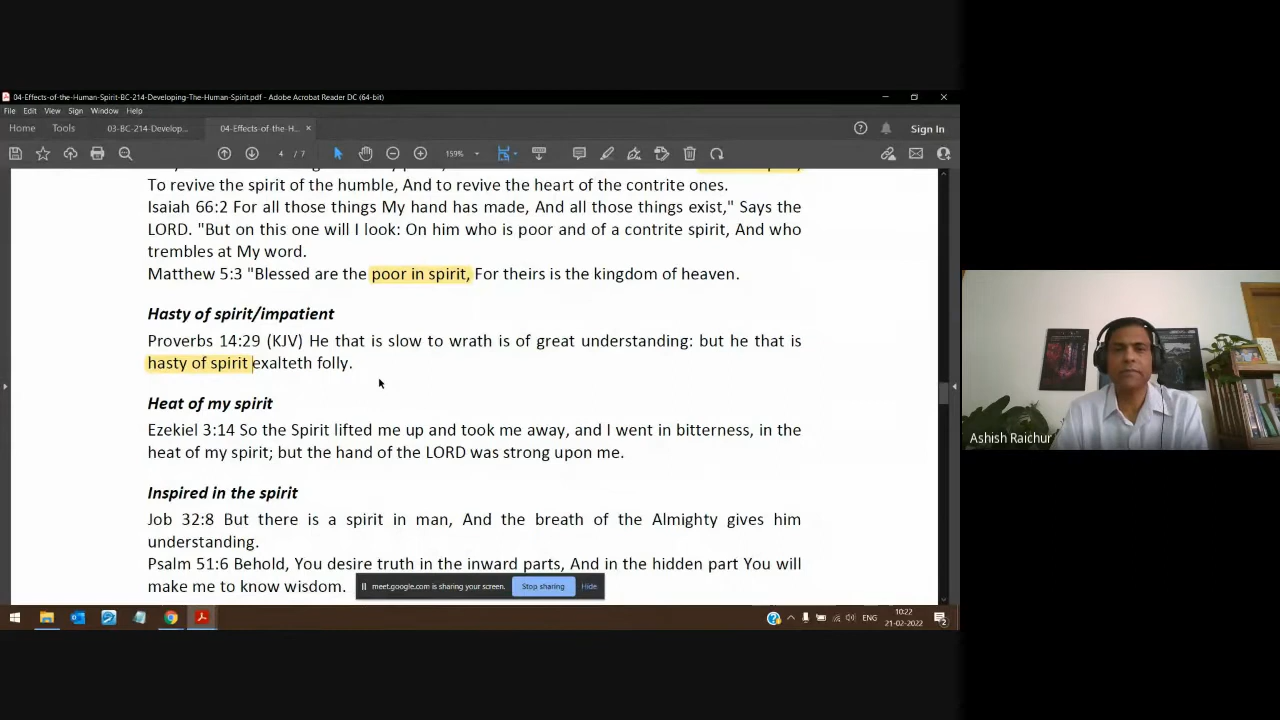 04-Effects-of-the-Human-Spirit-BC-214-Developing-The-Human-Spirit.pdf - Adobe Acrobat Reader DC (64-bit)
File Edit View Sign Window Help
Home Tools 03-BC-214-Develop... 04-Effects-of-the-H... × Sign In
4 / 7 159%
To revive the spirit of the humble, And to revive the heart of the contrite ones.
Isaiah 66:2 For all those things My hand has made, And all those things exist," Says the
LORD. "But on this one will I look: On him who is poor and of a contrite spirit, And who
trembles at My word.
Matthew 5:3 "Blessed are the poor in spirit, For theirs is the kingdom of heaven.
Hasty of spirit/impatient
Proverbs 14:29 (KJV) He that is slow to wrath is of great understanding: but he that is
hasty of spirit exalteth folly.
Heat of my spirit
Ezekiel 3:14 So the Spirit lifted me up and took me away, and I went in bitterness, in the
heat of my spirit; but the hand of the LORD was strong upon me.
Inspired in the spirit
Job 32:8 But there is a spirit in man, And the breath of the Almighty gives him
understanding.
Psalm 51:6 Behold, You desire truth in the inward parts, And in the hidden part You will
make me to know wisdom.
meet.google.com is sharing your screen. Stop sharing Hide
ENG 10:22
21-02-2022
2
Ashish Raichur